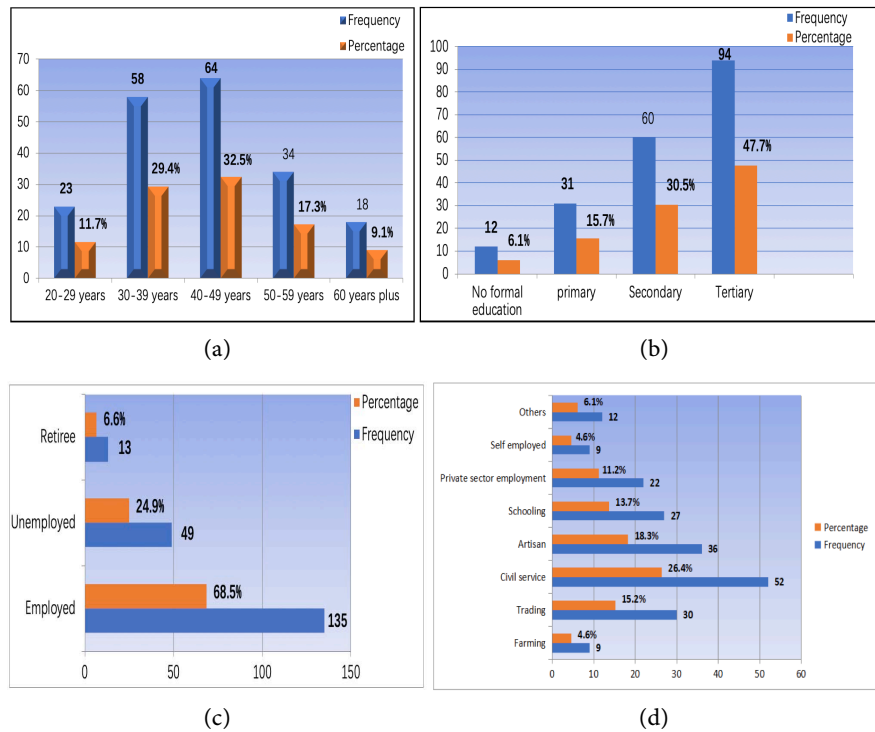 Frequency
Percentage
70
60
50
40
30
20
10
0
23
11.7%
58
29.4%
64
32.5%
34
17.3%
18
9.1%
20-29 years
30-39 years
40-49 years
50-59 years
60 years plus
(a)
Frequency
Percentage
100
90
80
70
60
50
40
30
20
10
0
12
6.1%
31
15.7%
60
30.5%
94
47.7%
No formal
education
primary
Secondary
Tertiary
(b)
Percentage
Frequency
Retiree
6.6%
13
Unemployed
24.9%
49
Employed
68.5%
135
0
50
100
150
(c)
Others
6.1%
12
Self employed
4.6%
9
Private sector employment
11.2%
22
Schooling
13.7%
27
Artisan
18.3%
36
Civil service
26.4%
52
Trading
15.2%
30
Farming
4.6%
9
Percentage
Frequency
0
10
20
30
40
50
60
(d)